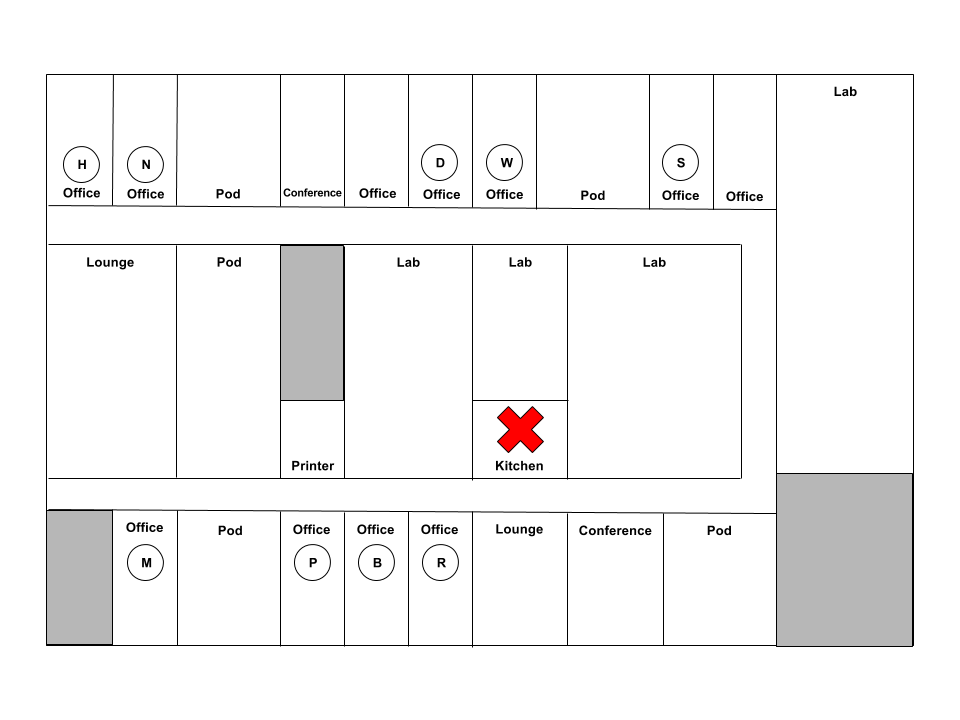 Lab
H N D W S
Office Office Pod Conference Office Office Office Pod Office Office
Lounge Pod Lab Lab Lab
Printer Kitchen
Office Pod Office Office Office Lounge Conference Pod
M P B R